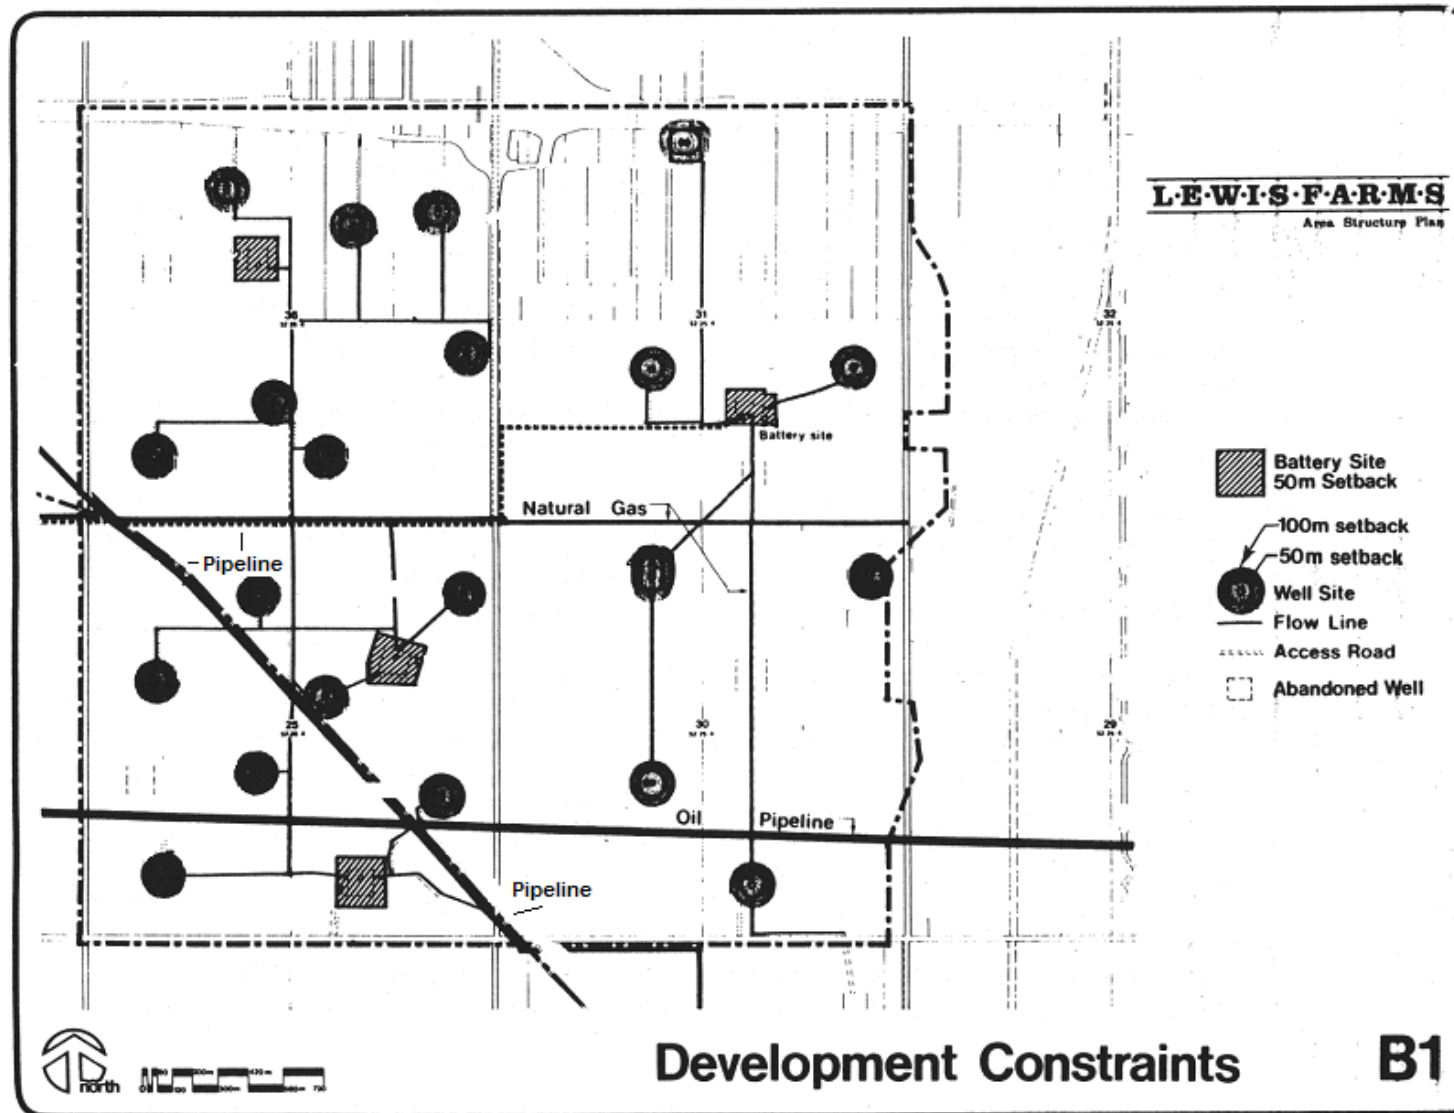 L·E·W·I·S·F·A·R·M·S
Area Structure Plan
36
31
32
Battery site
Natural Gas
Pipeline
Battery Site
50m Setback
100m setback
50m setback
Well Site
Flow Line
Access Road
Abandoned Well
25
30
29
Oil Pipeline
Pipeline
north
Development Constraints B1